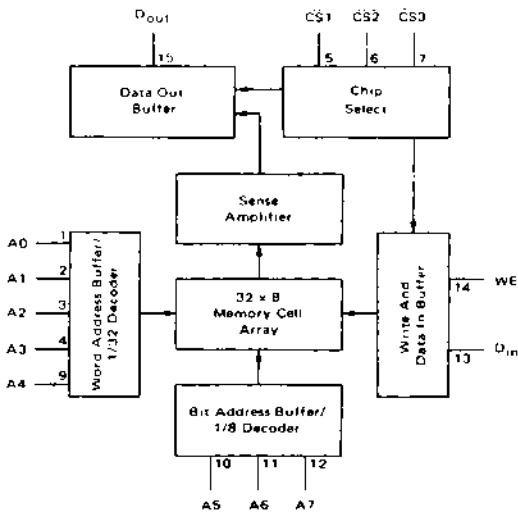 Dout
CS1 CS2 CS3
15
5 6 7
Data Out
Buffer
Chip
Select
Sense
Amplifier
A0 1
A1 2
A2 3
A3 4
A4 9
Word Address Buffer/
1/32 Decoder
32 × 8
Memory Cell
Array
Write And
Data In Buffer
14 WE
13 Din
Bit Address Buffer/
1/8 Decoder
10 11 12
A5 A6 A7